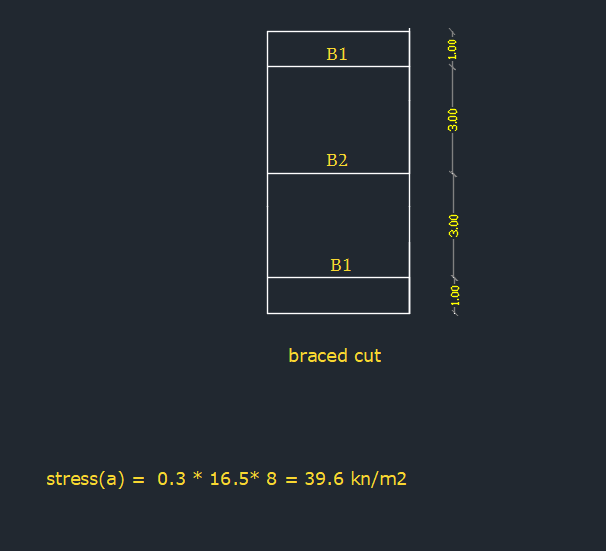 B1
1.00
3.00
B2
3.00
B1
1.00
braced cut
stress(a) = 0.3 * 16.5* 8 = 39.6 kn/m2